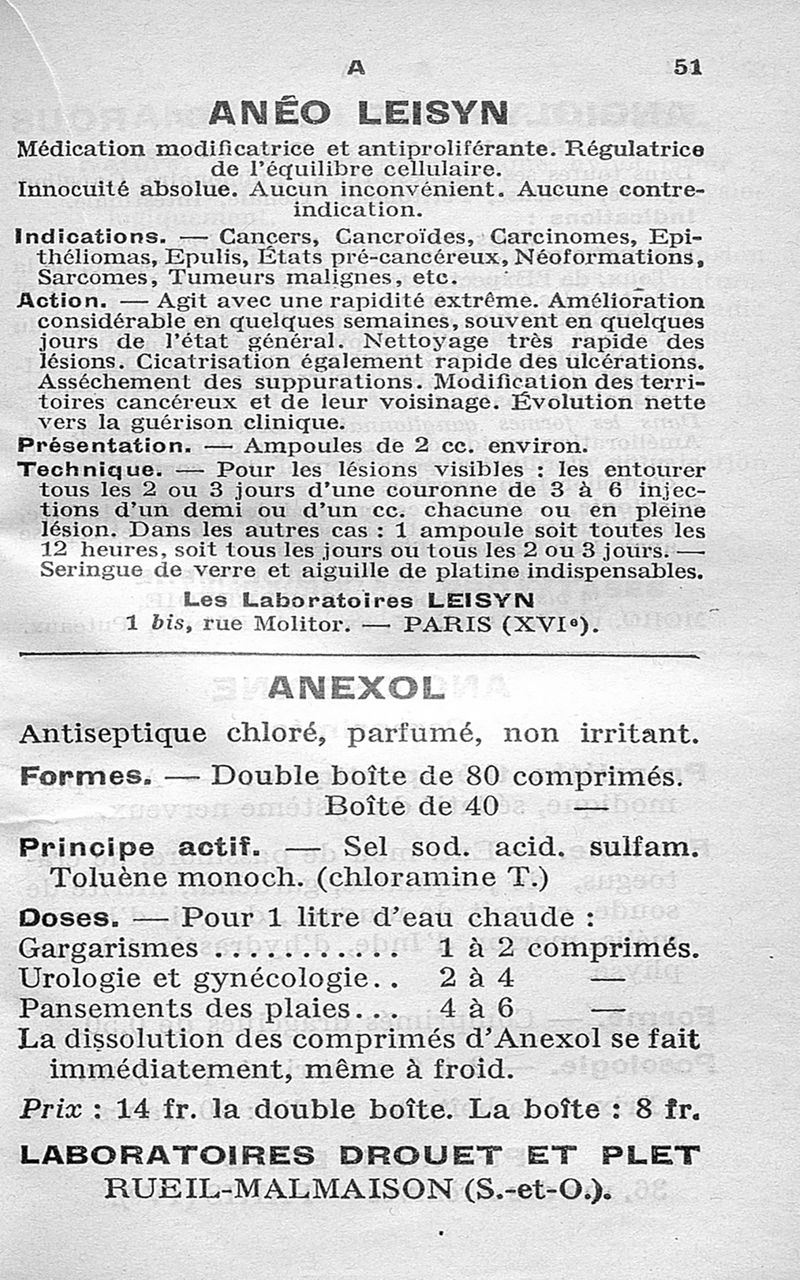 A 51
ANÉO LEISYN
Médication modificatrice et antiproliférante. Régulatrice
de l'équilibre cellulaire.
Innocuité absolue. Aucun inconvénient. Aucune contre-
indication.
Indications. — Cancers, Cancroïdes, Carcinomes, Epi-
théliomas, Epulis, États pré-cancéreux, Néoformations,
Sarcomes, Tumeurs malignes, etc.
Action. — Agit avec une rapidité extrême. Amélioration
considérable en quelques semaines, souvent en quelques
jours de l'état général. Nettoyage très rapide des
lésions. Cicatrisation également rapide des ulcérations.
Asséchement des suppurations. Modification des terri-
toires cancéreux et de leur voisinage. Évolution nette
vers la guérison clinique.
Présentation. — Ampoules de 2 cc. environ.
Technique. — Pour les lésions visibles : les entourer
tous les 2 ou 3 jours d'une couronne de 3 à 6 injec-
tions d'un demi ou d'un cc. chacune ou en pleine
lésion. Dans les autres cas : 1 ampoule soit toutes les
12 heures, soit tous les jours ou tous les 2 ou 3 jours. —
Seringue de verre et aiguille de platine indispensables.
Les Laboratoires LEISYN
1 bis, rue Molitor. — PARIS (XVIe).
ANEXOL
Antiseptique chloré, parfumé, non irritant.
Formes. — Double boîte de 80 comprimés.
Boîte de 40 —
Principe actif. — Sel sod. acid. sulfam.
Toluène monoch. (chloramine T.)
Doses. — Pour 1 litre d'eau chaude :
Gargarismes ........... 1 à 2 comprimés.
Urologie et gynécologie.. 2 à 4 —
Pansements des plaies... 4 à 6 —
La dissolution des comprimés d'Anexol se fait
immédiatement, même à froid.
Prix : 14 fr. la double boîte. La boîte : 8 fr.
LABORATOIRES DROUET ET PLET
RUEIL-MALMAISON (S.-et-O.).